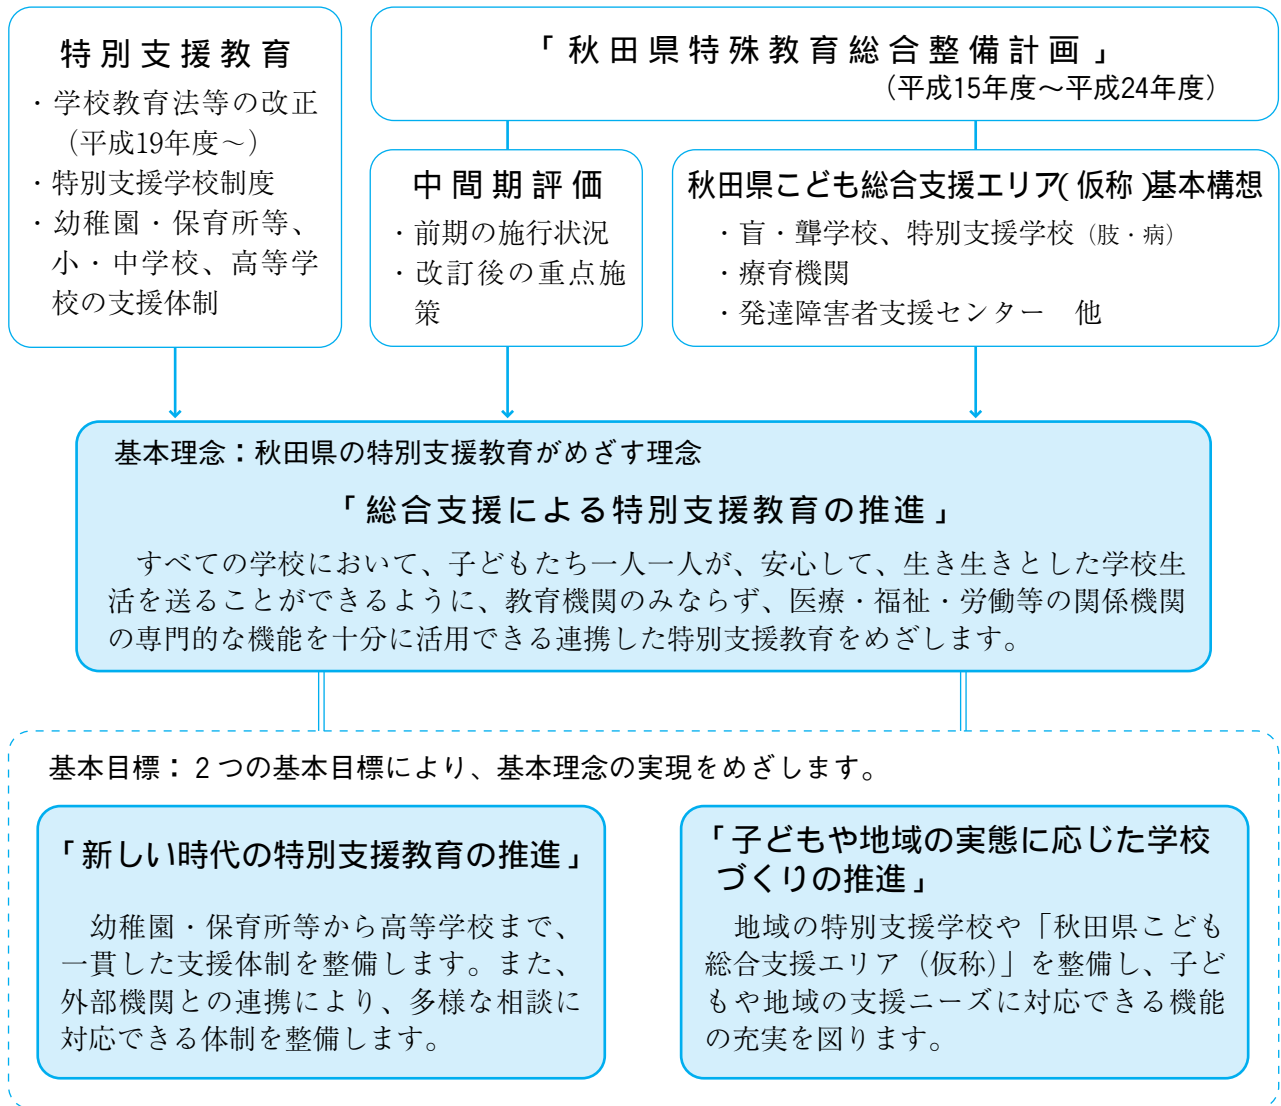 特別支援教育
・学校教育法等の改正
（平成19年度～）
・特別支援学校制度
・幼稚園・保育所等、
小・中学校、高等学
校の支援体制
「秋田県特殊教育総合整備計画」
（平成15年度～平成24年度）
中間期評価
・前期の施行状況
・改訂後の重点施
策
秋田県こども総合支援エリア（仮称）基本構想
・盲・聾学校、特別支援学校（肢・病）
・療育機関
・発達障害者支援センター　他
基本理念：秋田県の特別支援教育がめざす理念
「総合支援による特別支援教育の推進」
すべての学校において、子どもたち一人一人が、安心して、生き生きとした学校生
活を送ることができるように、教育機関のみならず、医療・福祉・労働等の関係機関
の専門的な機能を十分に活用できる連携した特別支援教育をめざします。
基本目標：２つの基本目標により、基本理念の実現をめざします。
「新しい時代の特別支援教育の推進」
幼稚園・保育所等から高等学校まで、
一貫した支援体制を整備します。また、
外部機関との連携により、多様な相談に
対応できる体制を整備します。
「子どもや地域の実態に応じた学校
づくりの推進」
地域の特別支援学校や「秋田県こども
総合支援エリア（仮称）」を整備し、子ど
もや地域の支援ニーズに対応できる機能
の充実を図ります。